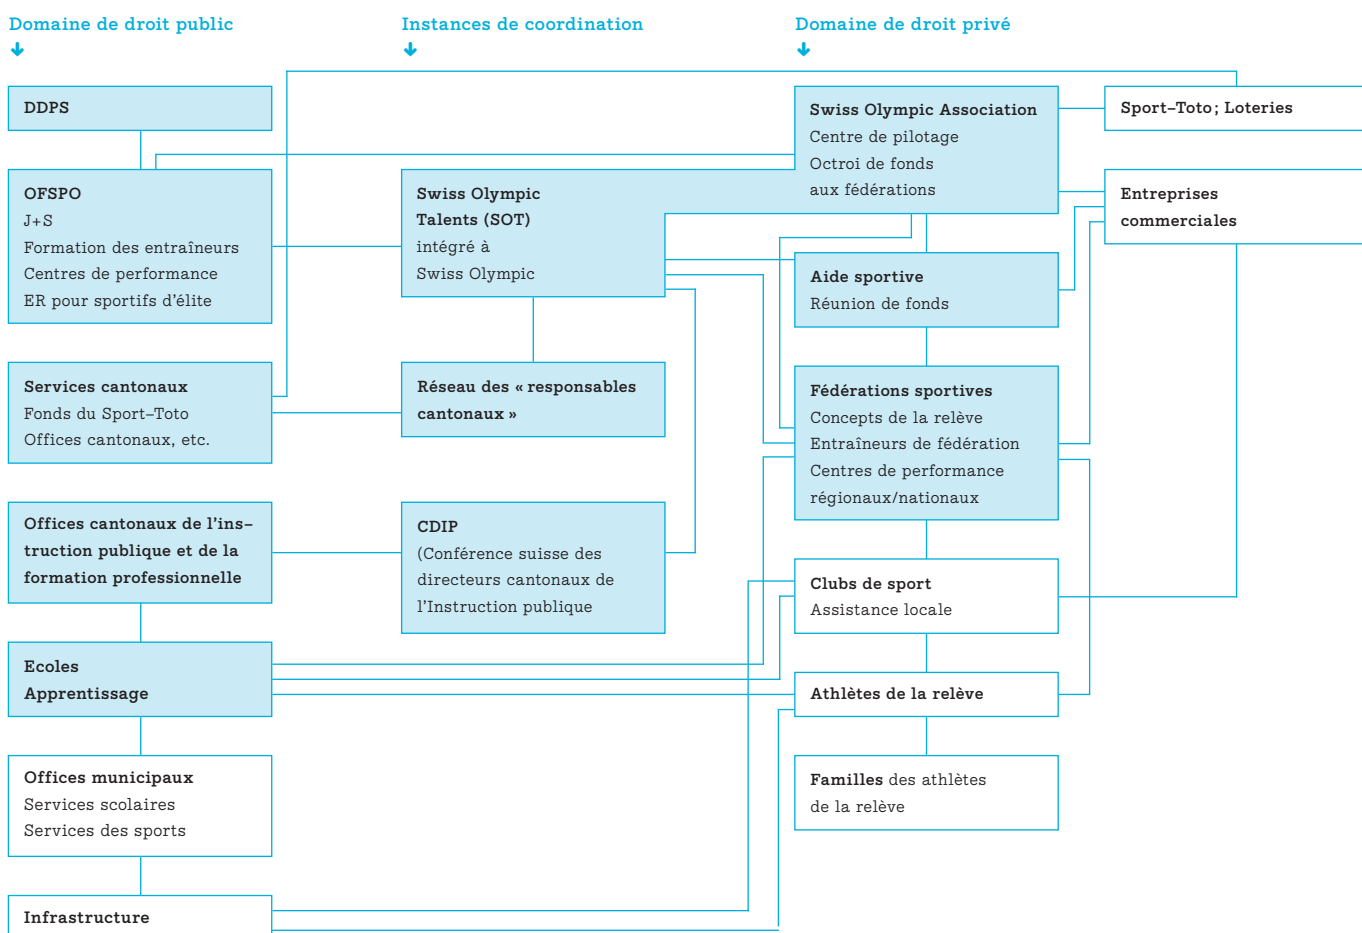 Domaine de droit public
Instances de coordination
Domaine de droit privé
DDPS
OFSPO
J+S
Formation des entraîneurs
Centres de performance
ER pour sportifs d’élite
Services cantonaux
Fonds du Sport–Toto
Offices cantonaux, etc.
Offices cantonaux de l’ins–
truction publique et de la
formation professionnelle
Ecoles
Apprentissage
Offices municipaux
Services scolaires
Services des sports
Infrastructure
Swiss Olympic
Talents (SOT)
intégré à
Swiss Olympic
Réseau des « responsables
cantonaux »
CDIP
(Conférence suisse des
directeurs cantonaux de
l’Instruction publique
Swiss Olympic Association
Centre de pilotage
Octroi de fonds
aux fédérations
Aide sportive
Réunion de fonds
Fédérations sportives
Concepts de la relève
Entraîneurs de fédération
Centres de performance
régionaux/nationaux
Clubs de sport
Assistance locale
Athlètes de la relève
Familles des athlètes
de la relève
Sport–Toto; Loteries
Entreprises
commerciales